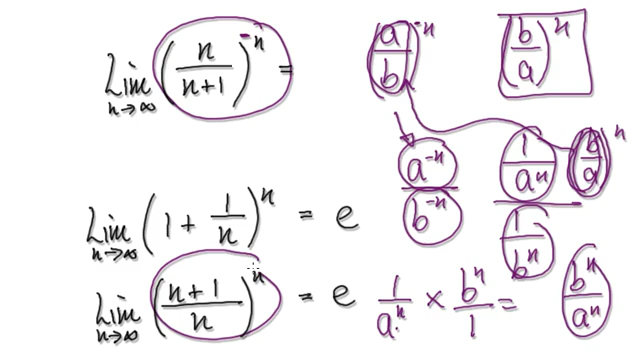 Lim n→∞ (n/(n+1))^-n =
(a/b)^-n
(b/a)^n
a^-n / b^-n
(1/a^n) / (1/b^n)
(b/a)^n
Lim n→∞ (1 + 1/n)^n = e
Lim n→∞ ((n+1)/n)^n = e
1/a^n × b^n/1 = b^n/a^n